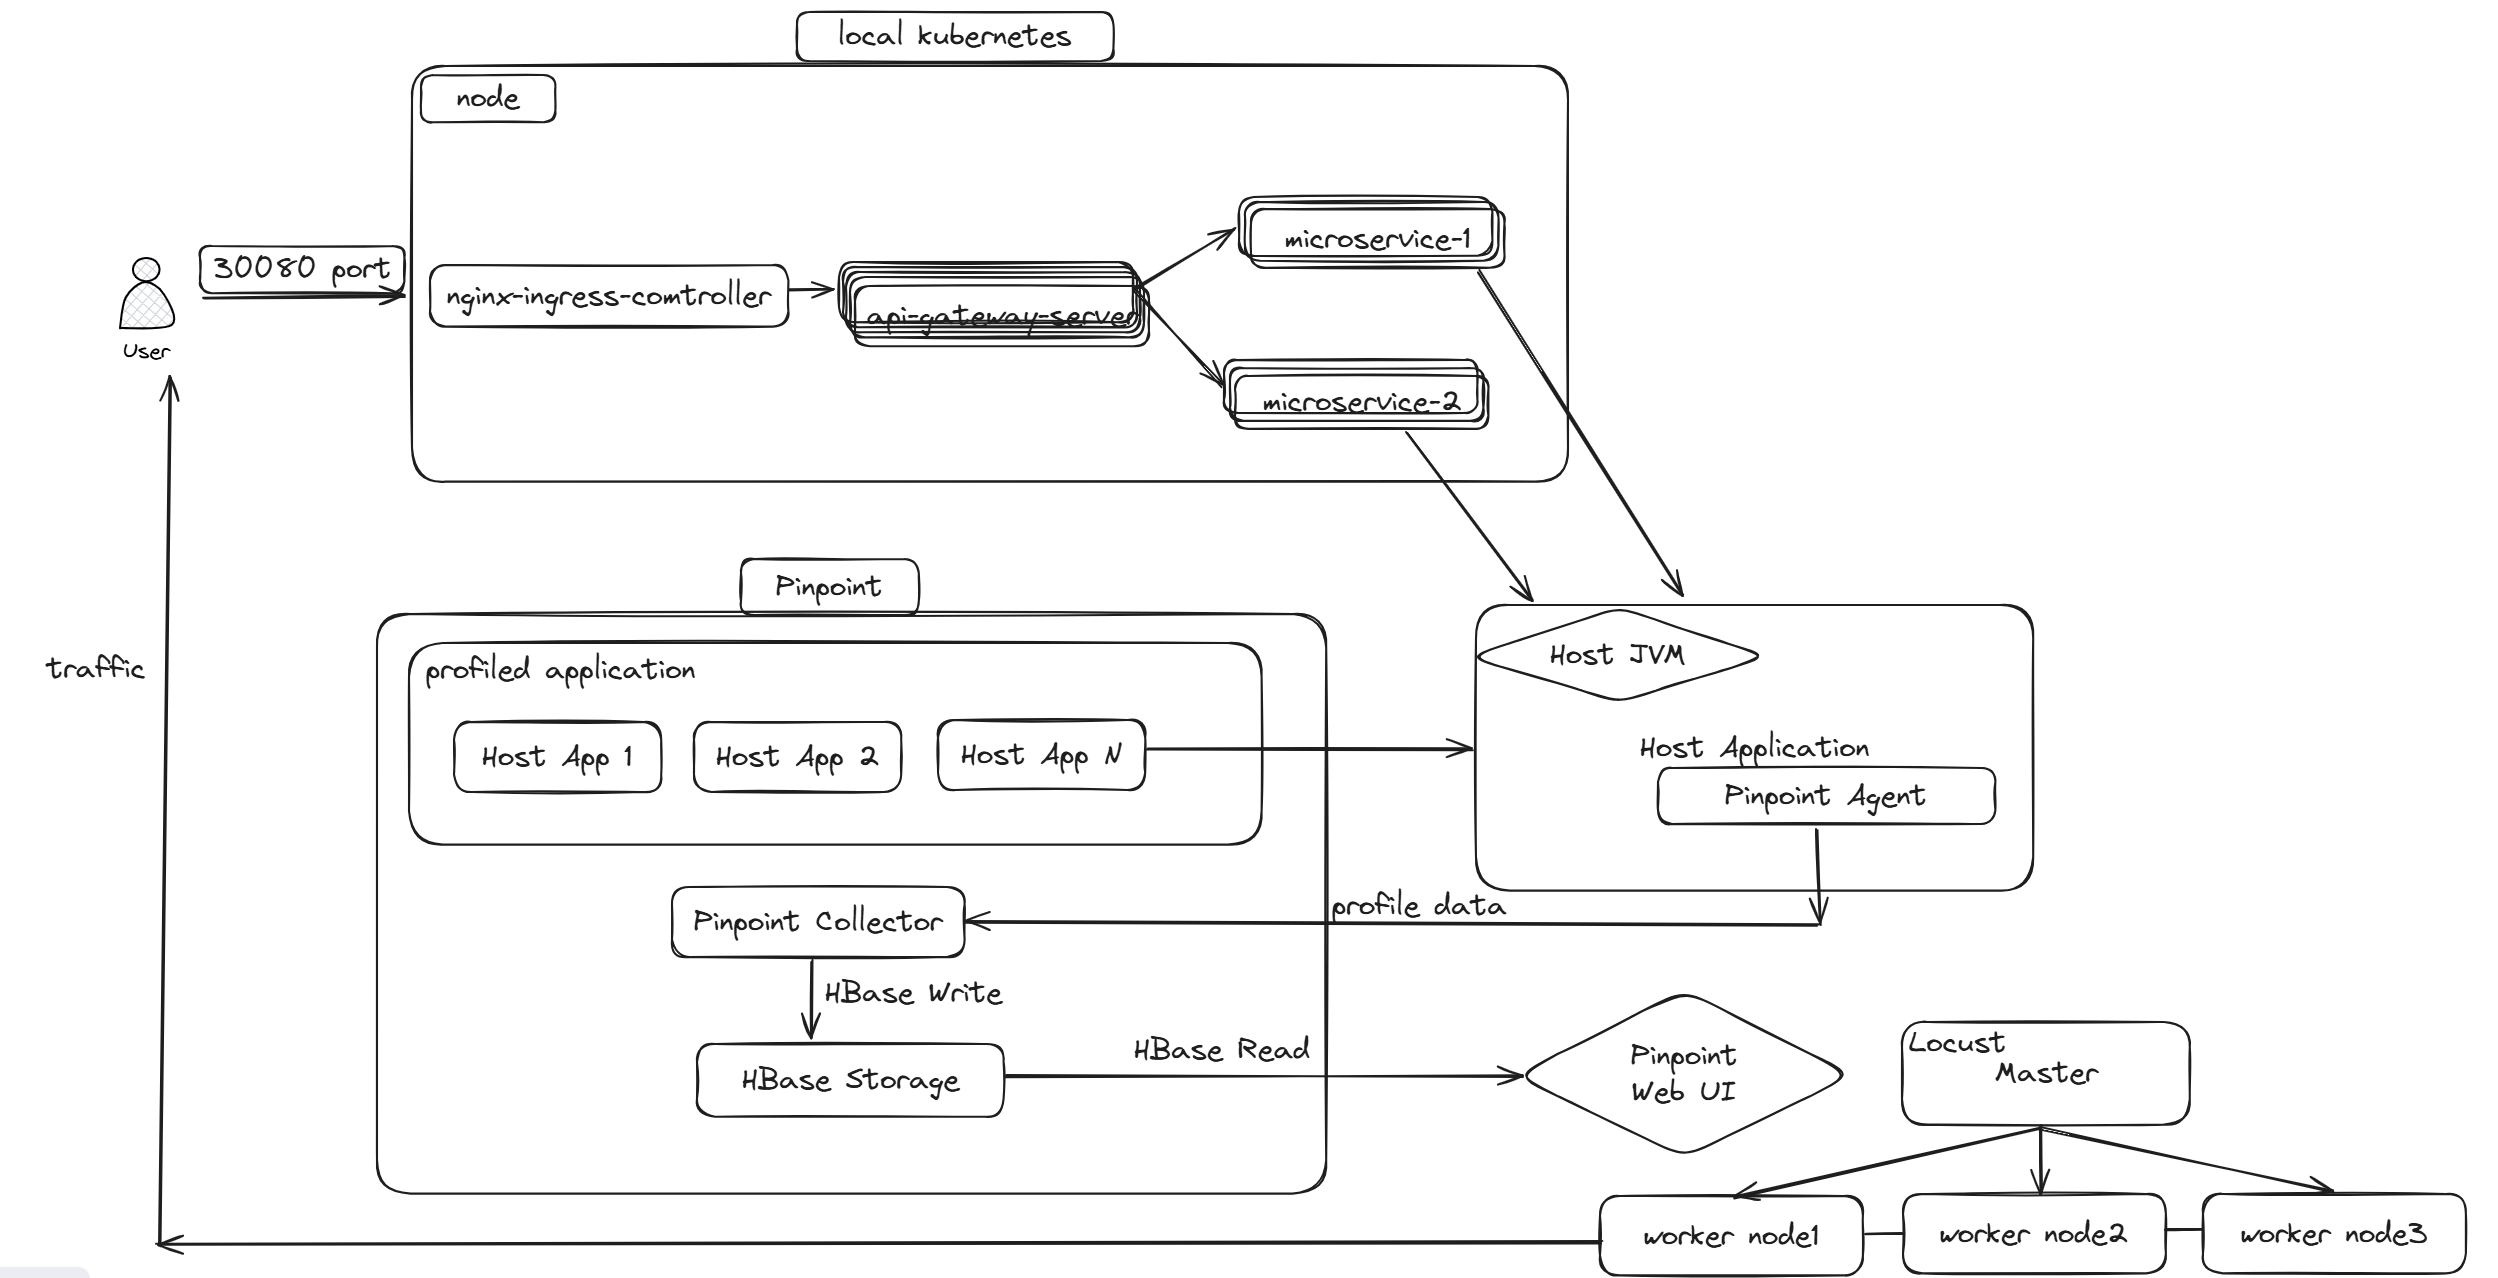 local kubernetes
node
30080 port
User
nginx-ingress-comtroller
api-gateway-server
microservice-1
microservice-2
traffic
Pinpoint
profiled application
Host App 1
Host App 2
Host App N
Host JVM
Host Application
Pinpoint Agent
profile data
Pinpoint Collector
HBase Write
HBase Storage
HBase Read
Pinpoint
Web UI
Locust
Master
worker node1
worker node2
worker node3